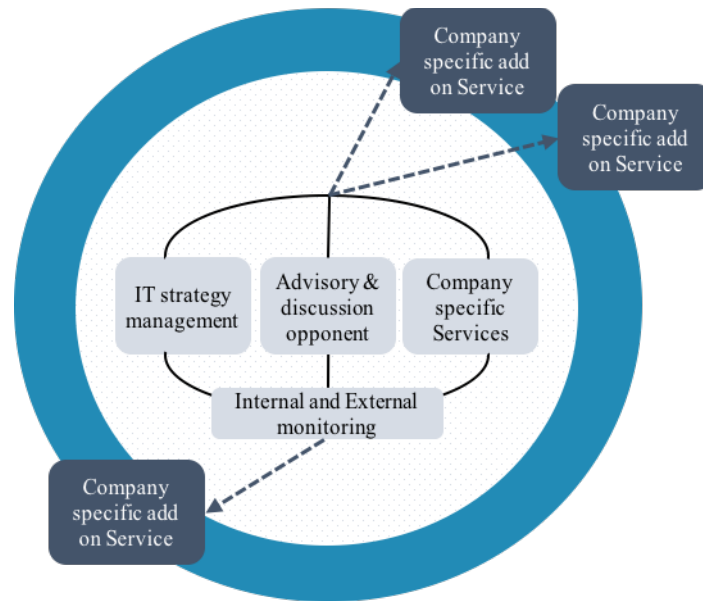 Company
specific add
on Service
Company
specific add
on Service
IT strategy
management
Advisory &
discussion
opponent
Company
specific
Services
Internal and External
monitoring
Company
specific add
on Service